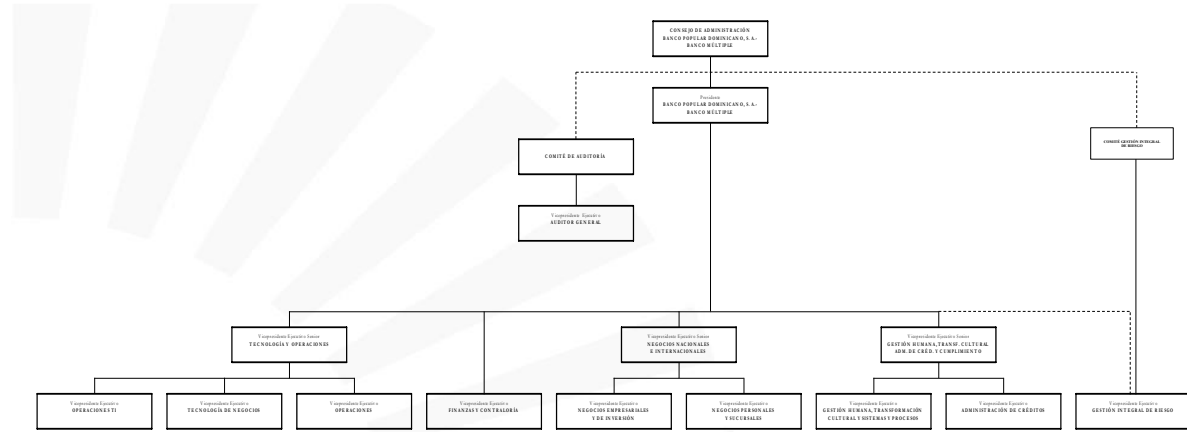 CONSEJO DE ADMINISTRACIÓN
BANCO POPULAR DOMINICANO, S. A.-
BANCO MÚLTIPLE
Presidente
BANCO POPULAR DOMINICANO, S. A.-
BANCO MÚLTIPLE
COMITÉ GESTIÓN INTEGRAL
DE RIESGO
COMITÉ DE AUDITORÍA
Vicepresidente Ejecutivo
AUDITOR GENERAL
Vicepresidente Ejecutivo Senior
TECNOLOGÍA Y OPERACIONES
Vicepresidente Ejecutivo Senior
NEGOCIOS NACIONALES
E INTERNACIONALES
Vicepresidente Ejecutivo Senior
GESTIÓN HUMANA, TRANSF. CULTURAL
ADM. DE CRÉD. Y CUMPLIMIENTO
Vicepresidente Ejecutivo
OPERACIONES TI
Vicepresidente Ejecutivo
TECNOLOGÍA DE NEGOCIOS
Vicepresidente Ejecutivo
OPERACIONES
Vicepresidente Ejecutivo
FINANZAS Y CONTRALORÍA
Vicepresidente Ejecutivo
NEGOCIOS EMPRESARIALES
Y DE INVERSIÓN
Vicepresidente Ejecutivo
NEGOCIOS PERSONALES
Y SUCURSALES
Vicepresidente Ejecutivo
GESTIÓN HUMANA, TRANSFORMACIÓN
CULTURAL Y SISTEMAS Y PROCESOS
Vicepresidente Ejecutivo
ADMINISTRACIÓN DE CRÉDITOS
Vicepresidente Ejecutivo
GESTIÓN INTEGRAL DE RIESGO